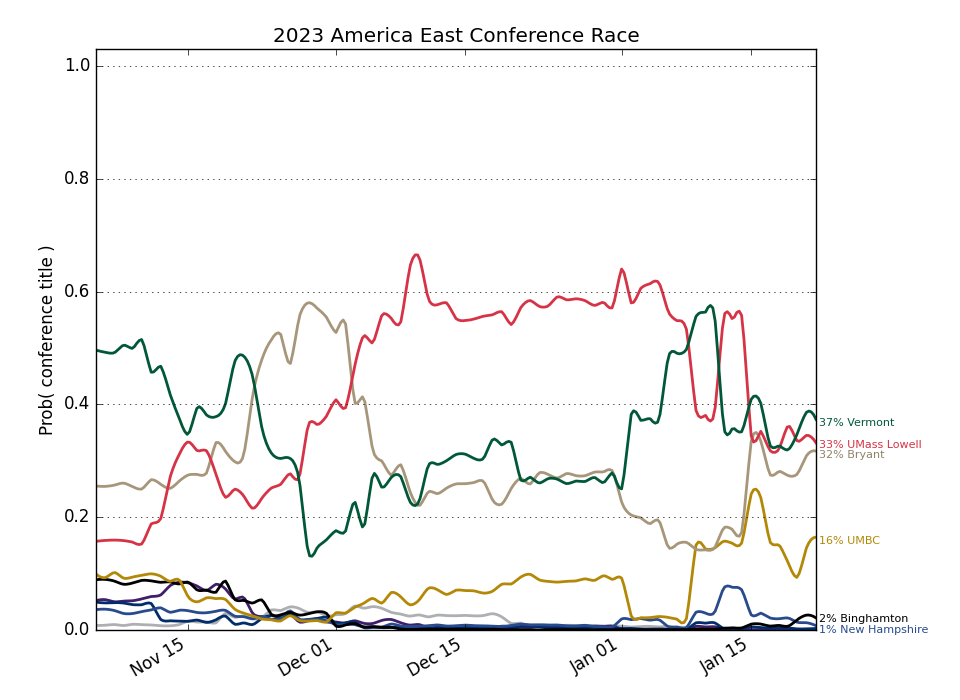 2023 America East Conference Race
Prob( conference title )
1.0
0.8
0.6
0.4
0.2
0.0
Nov 15
Dec 01
Dec 15
Jan 01
Jan 15
37% Vermont
33% UMass Lowell
32% Bryant
16% UMBC
2% Binghamton
1% New Hampshire